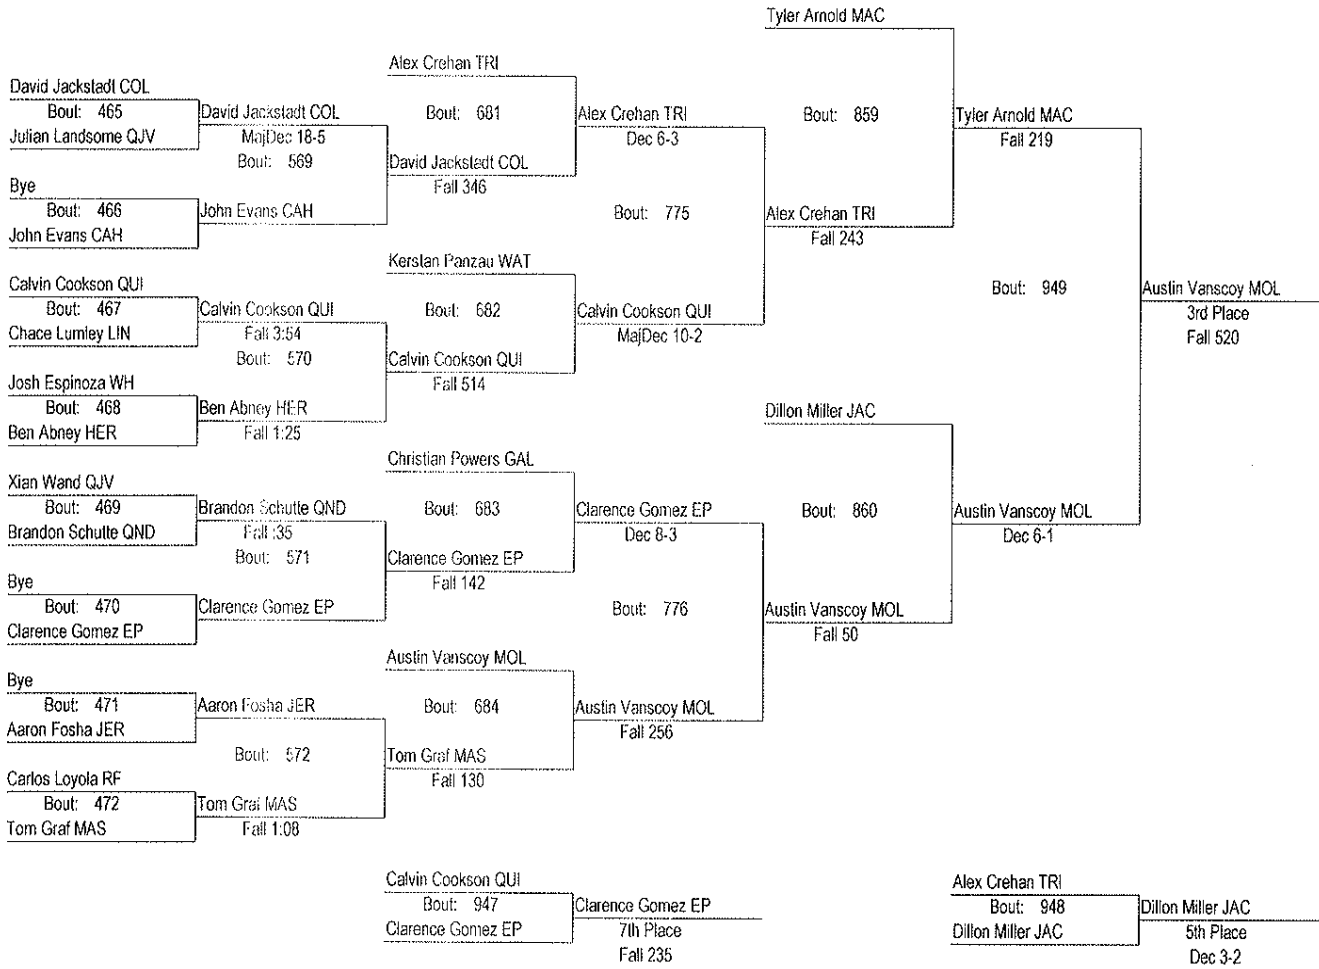 Tyler Arnold MAC
Alex Crehan TRI
David Jackstadt COL
Bout: 465
Julian Landsome QJV
David Jackstadt COL
MajDec 18-5
Bout: 569
Bout: 681
Alex Crehan TRI
Dec 6-3
Bout: 859
Tyler Arnold MAC
Fall 219
David Jackstadt COL
Fall 346
Bye
Bout: 466
John Evans CAH
John Evans CAH
Bout: 775
Alex Crehan TRI
Fall 243
Kerstan Panzau WAT
Calvin Cookson QUI
Bout: 467
Chace Lumley LIN
Calvin Cookson QUI
Fall 3:54
Bout: 570
Bout: 682
Calvin Cookson QUI
MajDec 10-2
Bout: 949
Austin Vanscoy MOL
3rd Place
Fall 520
Calvin Cookson QUI
Fall 514
Josh Espinoza WH
Bout: 468
Ben Abney HER
Ben Abney HER
Fall 1:25
Dillon Miller JAC
Christian Powers GAL
Xian Wand QJV
Bout: 469
Brandon Schutte QND
Brandon Schutte QND
Fall :35
Bout: 571
Bout: 683
Clarence Gomez EP
Dec 8-3
Bout: 860
Austin Vanscoy MOL
Dec 6-1
Clarence Gomez EP
Fall 142
Bye
Bout: 470
Clarence Gomez EP
Clarence Gomez EP
Bout: 776
Austin Vanscoy MOL
Fall 50
Austin Vanscoy MOL
Bye
Bout: 471
Aaron Fosha JER
Aaron Fosha JER
Bout: 572
Bout: 684
Austin Vanscoy MOL
Fall 256
Tom Graf MAS
Fall 130
Carlos Loyola RF
Bout: 472
Tom Graf MAS
Tom Graf MAS
Fall 1:08
Calvin Cookson QUI
Bout: 947
Clarence Gomez EP
Clarence Gomez EP
7th Place
Fall 235
Alex Crehan TRI
Bout: 948
Dillon Miller JAC
Dillon Miller JAC
5th Place
Dec 3-2